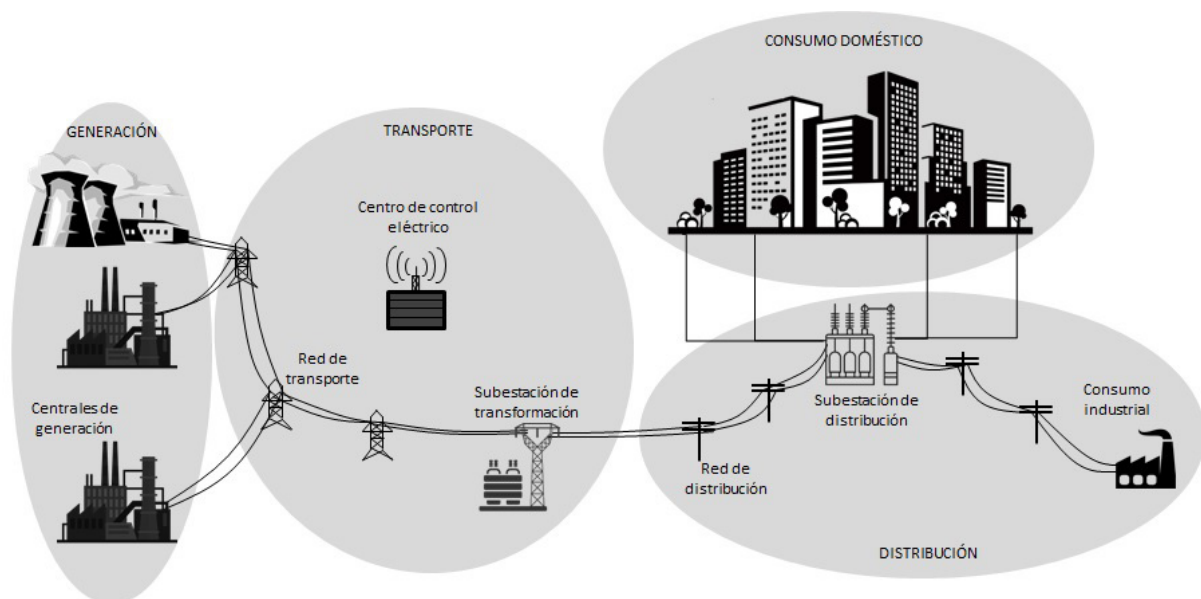 CONSUMO DOMÉSTICO
GENERACIÓN
TRANSPORTE
Centro de control
eléctrico
Red de
transporte
Centrales de
generación
Subestación de
transformación
Subestación de
distribución
Consumo
industrial
Red de
distribución
DISTRIBUCIÓN